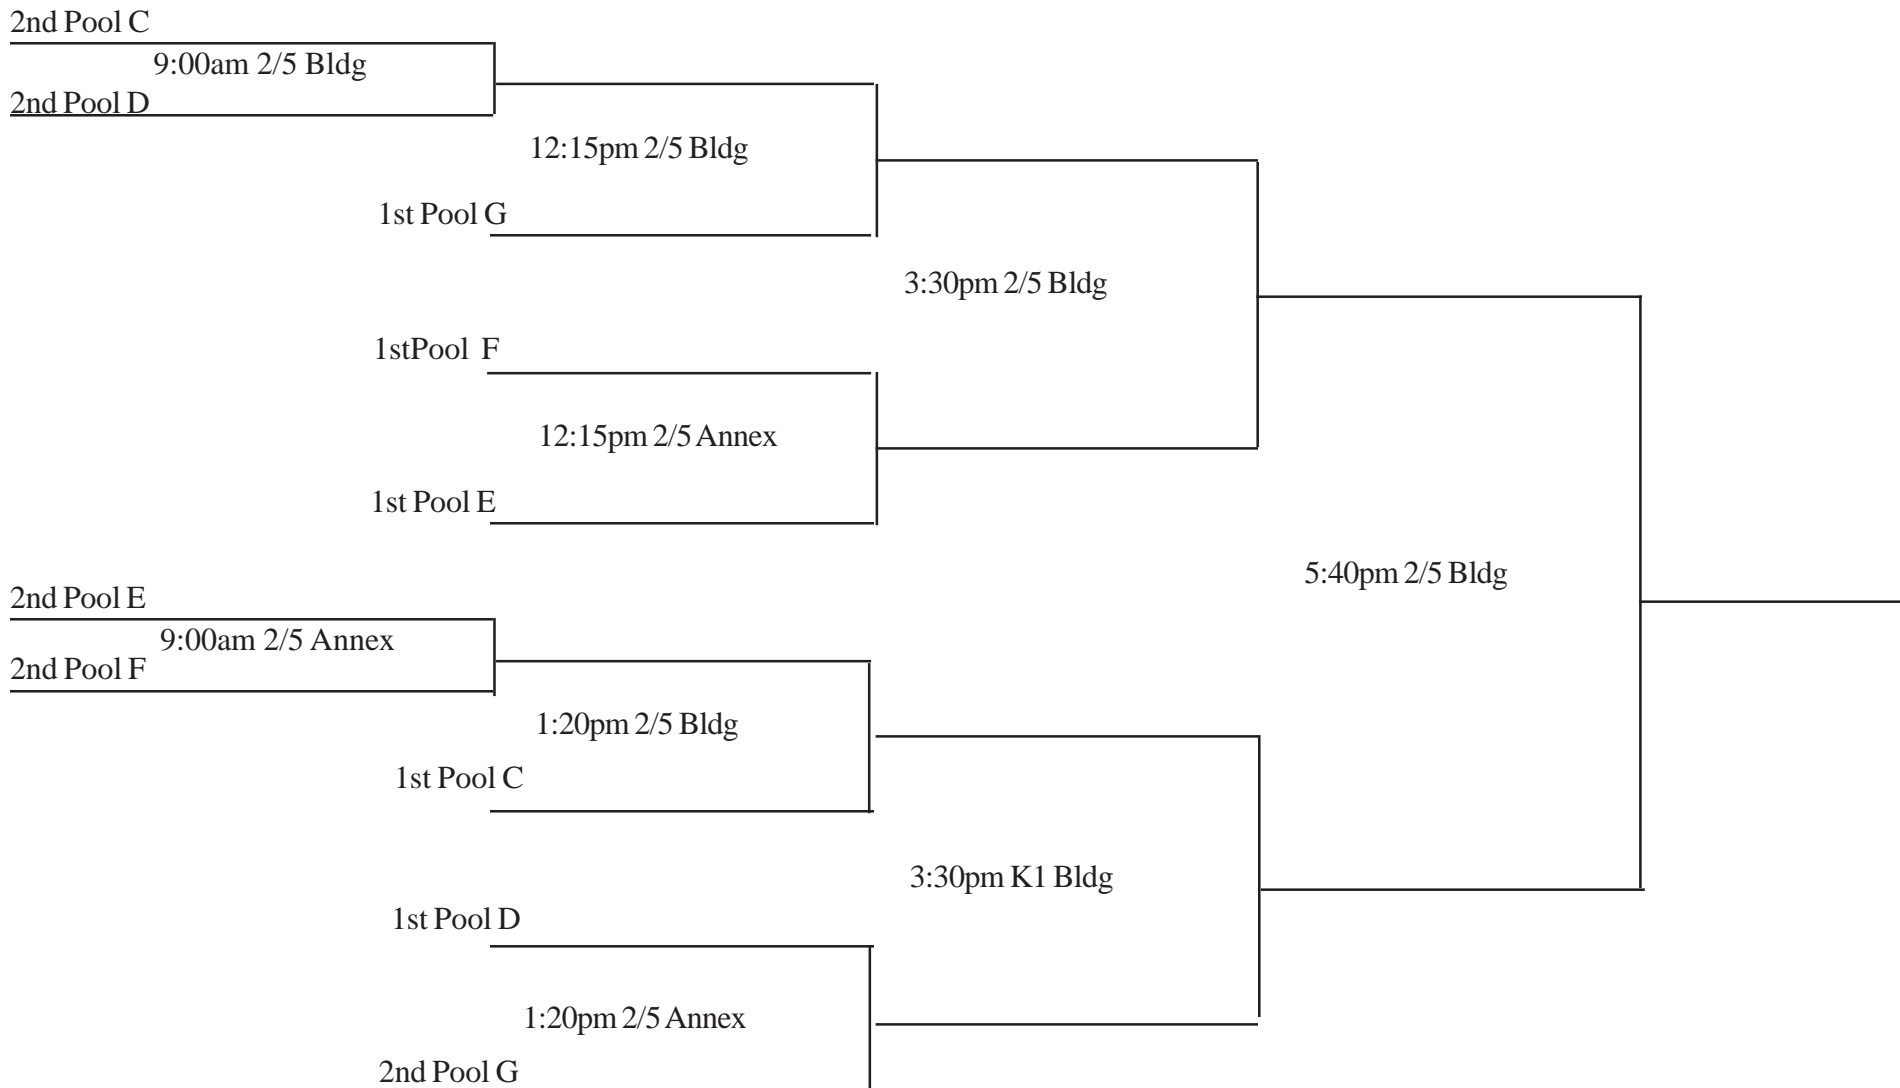 2nd Pool C
9:00am 2/5 Bldg
2nd Pool D
12:15pm 2/5 Bldg
1st Pool G
3:30pm 2/5 Bldg
1stPool F
12:15pm 2/5 Annex
1st Pool E
5:40pm 2/5 Bldg
2nd Pool E
9:00am 2/5 Annex
2nd Pool F
1:20pm 2/5 Bldg
1st Pool C
3:30pm K1 Bldg
1st Pool D
1:20pm 2/5 Annex
2nd Pool G